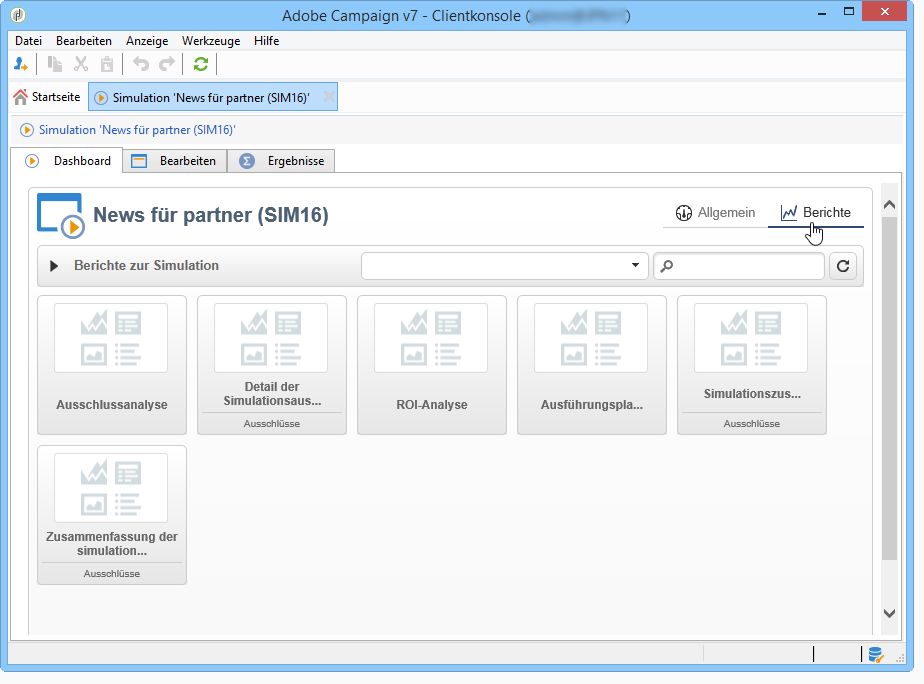 Adobe Campaign v7 - Clientkonsole (
Datei Bearbeiten Anzeige Werkzeuge Hilfe
Startseite Simulation 'News für partner (SIM16)'
Simulation 'News für partner (SIM16)'
Dashboard Bearbeiten Ergebnisse
News für partner (SIM16) Allgemein Berichte
Berichte zur Simulation
Ausschlussanalyse
Detail der
Simulationsaus...
Ausschlüsse
ROI-Analyse
Ausführungspla...
Simulationszus...
Ausschlüsse
Zusammenfassung der
simulation...
Ausschlüsse